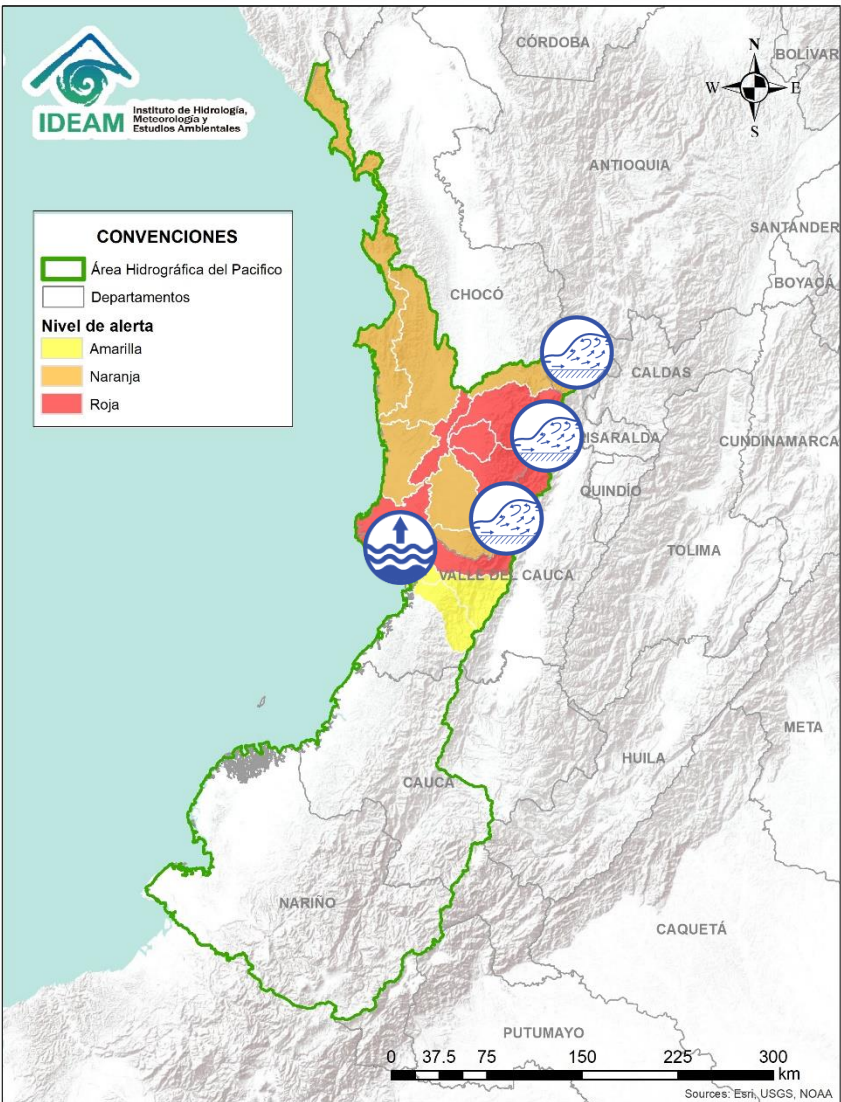 IDEAM
Instituto de Hidrología,
Meteorología y
Estudios Ambientales
CÓRDOBA
BOLÍVAR
N
W
E
S
ANTIOQUIA
SANTANDER
BOYACÁ
CONVENCIONES
Área Hidrográfica del Pacifico
Departamentos
Nivel de alerta
Amarilla
Naranja
Roja
CHOCÓ
CALDAS
RISARALDA
CUNDINAMARCA
QUINDÍO
TOLIMA
VALLE DEL CAUCA
META
HUILA
CAUCA
NARIÑO
CAQUETÁ
PUTUMAYO
0 37.5 75 150 225 300
km
Sources: Esri, USGS, NOAA